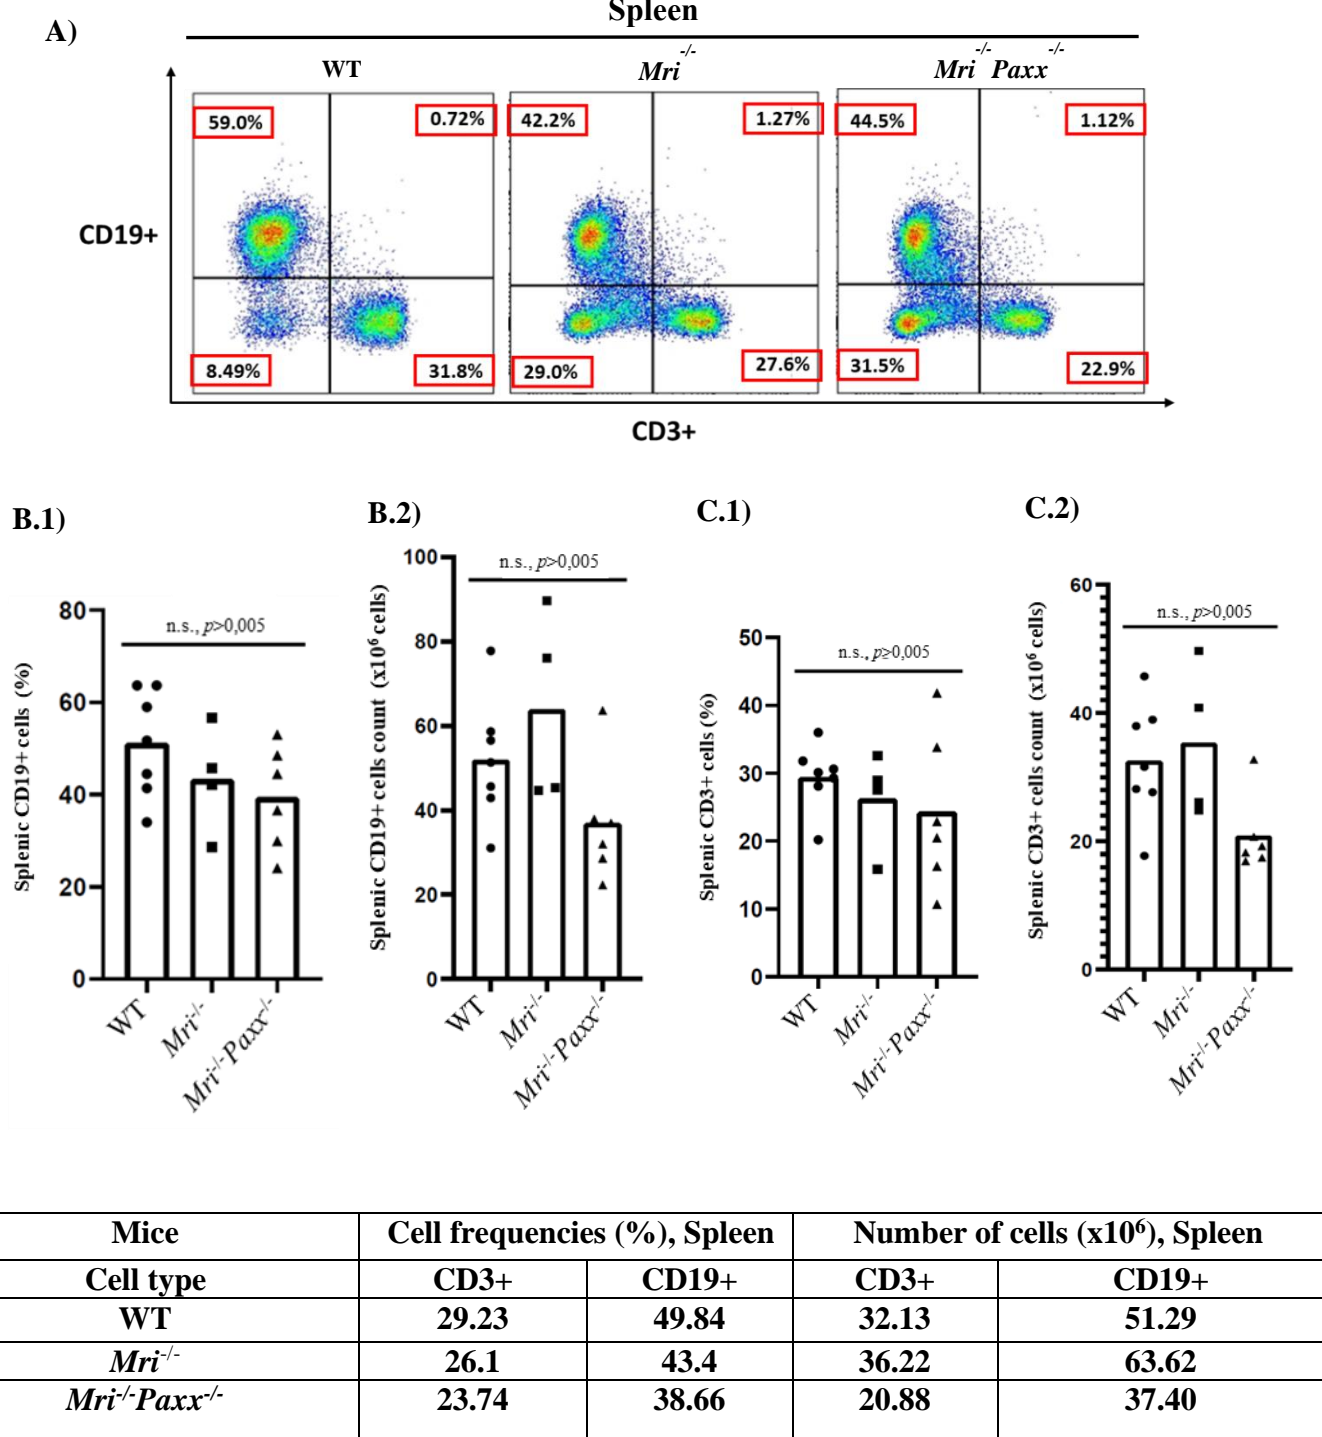 Spleen
A)
WT
Mri-/-
Mri-/-Paxx-/-
59.0%
0.72%
42.2%
1.27%
44.5%
1.12%
CD19+
8.49%
31.8%
29.0%
27.6%
31.5%
22.9%
CD3+
B.1)
B.2)
C.1)
C.2)
n.s., p>0,005
80
60
40
20
0
Splenic CD19+ cells (%)
WT
Mri-/-
Mri-/-Paxx-/-
n.s., p>0,005
100
80
60
40
20
0
Splenic CD19+ cells count (x10⁶ cells)
WT
Mri-/-
Mri-/-Paxx-/-
n.s., p≥0,005
50
40
30
20
10
0
Splenic CD3+ cells (%)
WT
Mri-/-
Mri-/-Paxx-/-
n.s., p>0,005
60
40
20
0
Splenic CD3+ cells count (x10⁶ cells)
WT
Mri-/-
Mri-/-Paxx-/-
Mice Cell frequencies (%), Spleen Number of cells (x10⁶), Spleen
Cell type CD3+ CD19+ CD3+ CD19+
WT 29.23 49.84 32.13 51.29
Mri-/- 26.1 43.4 36.22 63.62
Mri-/-Paxx-/- 23.74 38.66 20.88 37.40